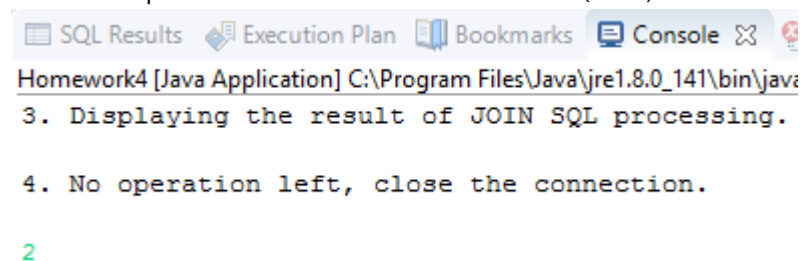 SQL Results Execution Plan Bookmarks Console
Homework4 [Java Application] C:\Program Files\Java\jre1.8.0_141\bin\java
3. Displaying the result of JOIN SQL processing.
4. No operation left, close the connection.
2